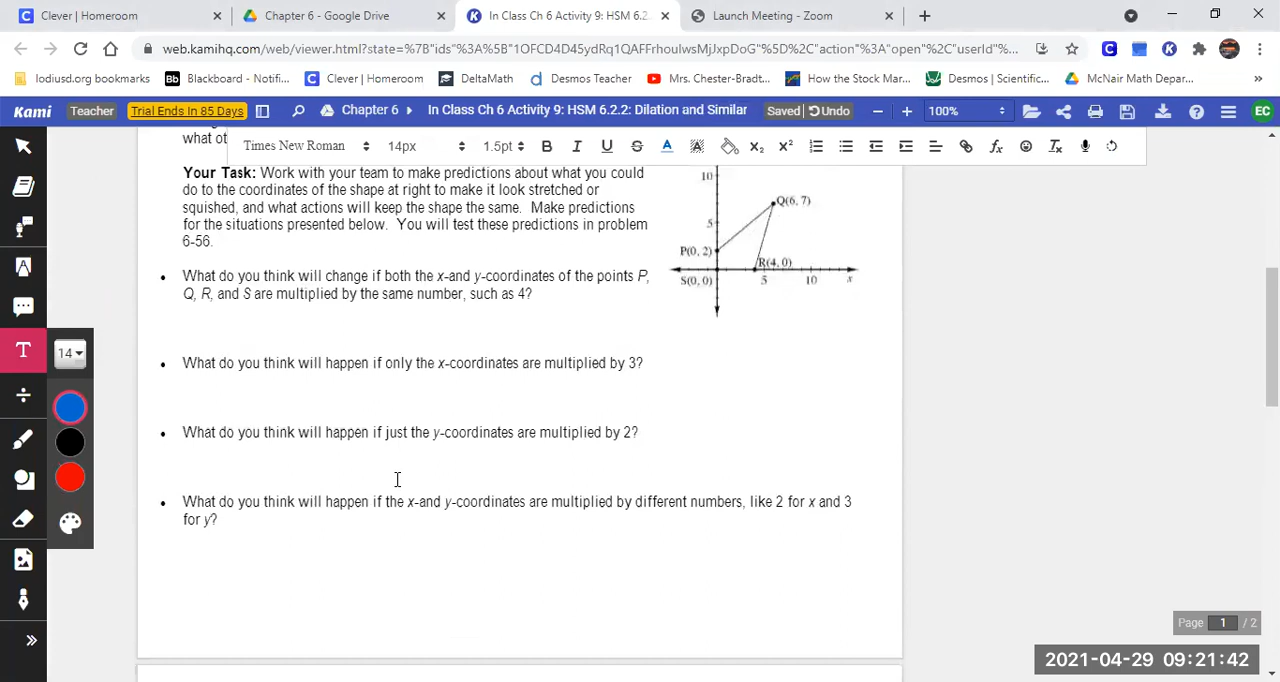 Clever | Homeroom
Chapter 6 - Google Drive
In Class Ch 6 Activity 9: HSM 6.2.
Launch Meeting - Zoom
web.kamihq.com/web/viewer.html?state=%7B"ids"%3A%5B"1OFCD4D45ydRq1QAFFrhoulwsMjJxpDoG"%5D%2C"action"%3A"open"%2C"userId"...
lodiusd.org bookmarks
Blackboard - Notifi...
Clever | Homeroom
DeltaMath
Desmos Teacher
Mrs. Chester-Bradt...
How the Stock Mar...
Desmos | Scientific...
McNair Math Depar...
»
Kami
Teacher
Trial Ends In 85 Days
Chapter 6
In Class Ch 6 Activity 9: HSM 6.2.2: Dilation and Similar
Saved
Undo
100%
EC
Times New Roman
14px
1.5pt
B I U S A
Your Task: Work with your team to make predictions about what you could
do to the coordinates of the shape at right to make it look stretched or
squished, and what actions will keep the shape the same. Make predictions
for the situations presented below. You will test these predictions in problem
6-56.
10
Q(6, 7)
5
P(0, 2)
R(4, 0)
S(0, 0)
5
10
x
• What do you think will change if both the x-and y-coordinates of the points P,
Q, R, and S are multiplied by the same number, such as 4?
• What do you think will happen if only the x-coordinates are multiplied by 3?
• What do you think will happen if just the y-coordinates are multiplied by 2?
• What do you think will happen if the x-and y-coordinates are multiplied by different numbers, like 2 for x and 3
for y?
T
14
Page 1 / 2
2021-04-29 09:21:42